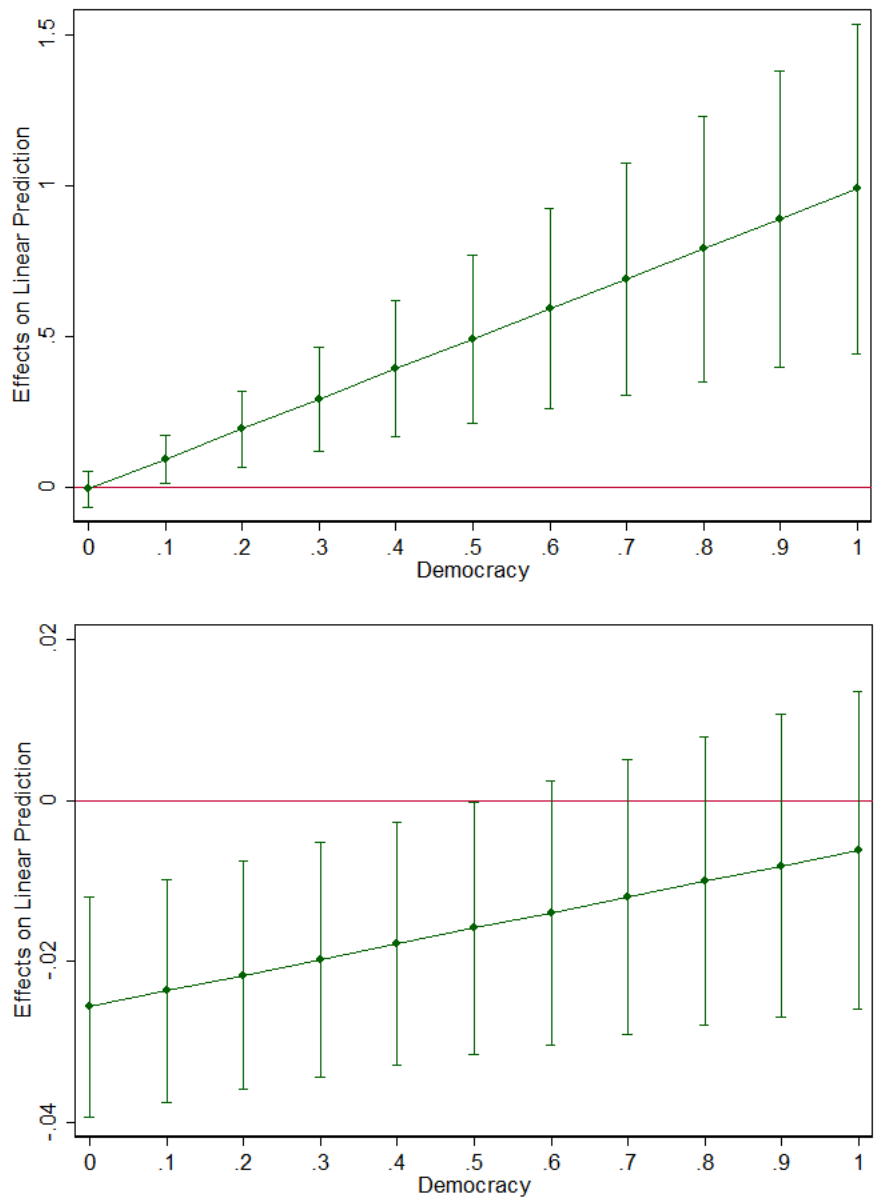 1.5
1
.5
0
Effects on Linear Prediction
0 .1 .2 .3 .4 .5 .6 .7 .8 .9 1
Democracy
.02
0
-.02
-.04
Effects on Linear Prediction
0 .1 .2 .3 .4 .5 .6 .7 .8 .9 1
Democracy